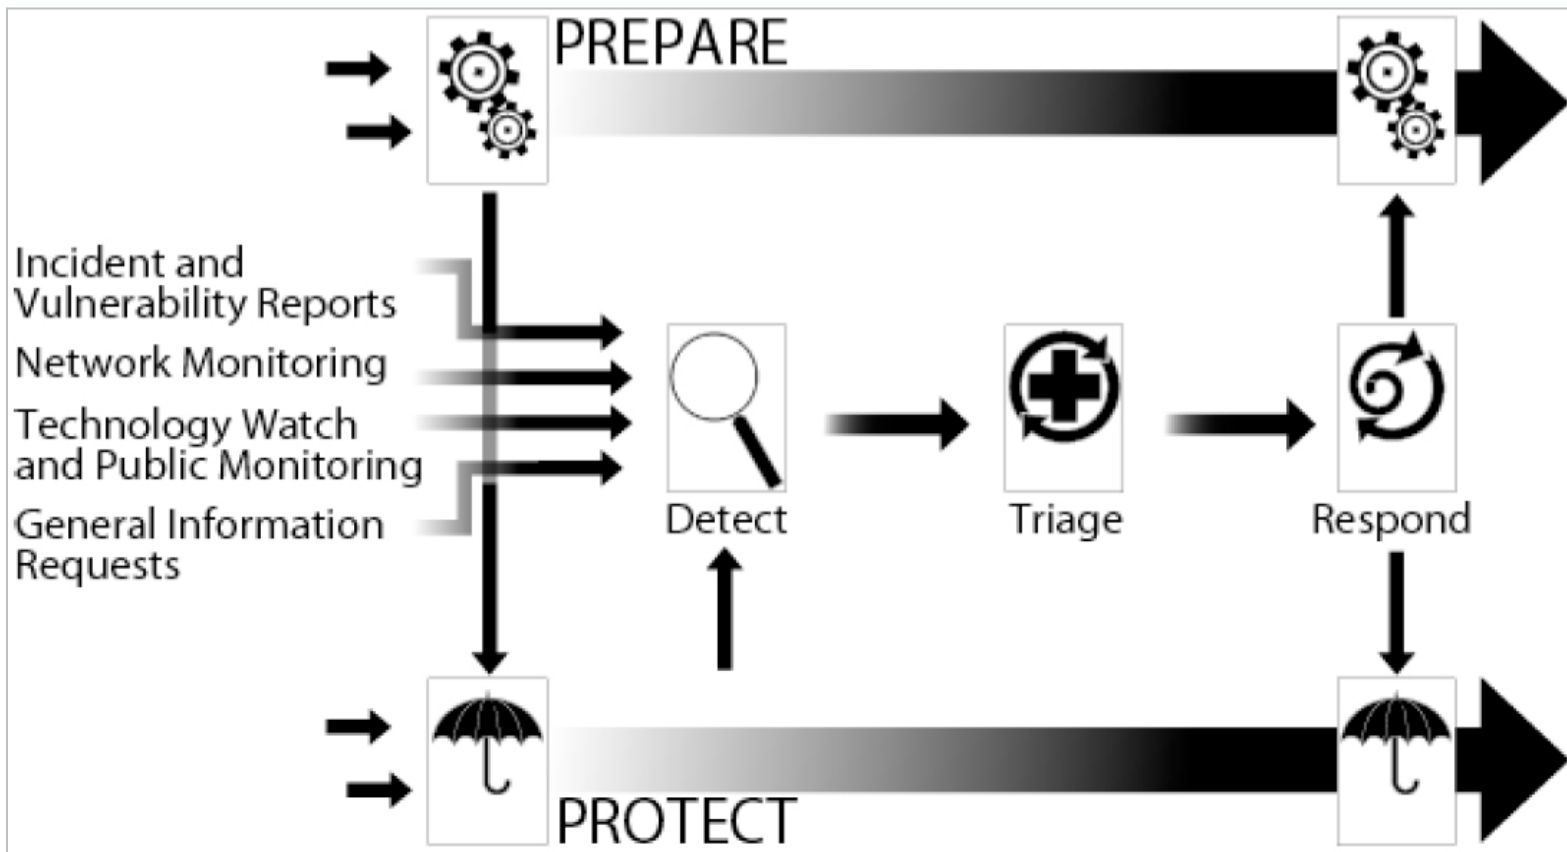 PREPARE
Incident and
Vulnerability Reports
Network Monitoring
Technology Watch
and Public Monitoring
General Information
Requests
Detect
Triage
Respond
PROTECT